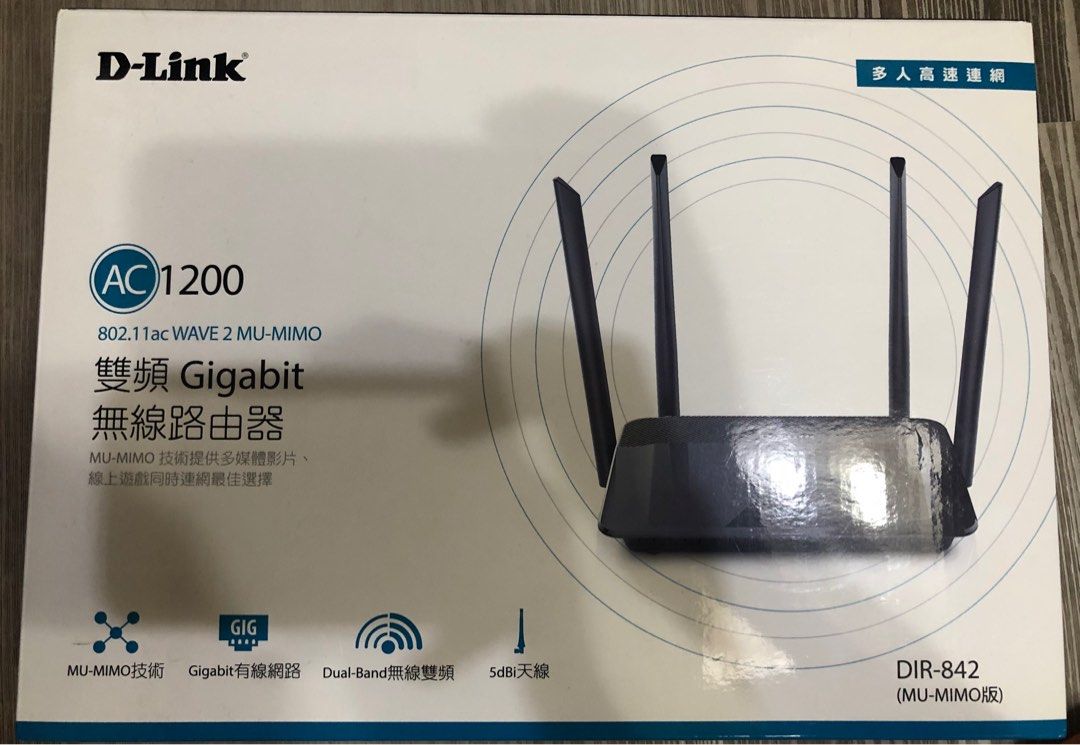 D-Link®
多人高速連網
AC1200
802.11ac WAVE 2 MU-MIMO
雙頻 Gigabit
無線路由器
MU-MIMO 技術提供多媒體影片、
線上遊戲同時連網最佳選擇
GIG
MU-MIMO技術
Gigabit有線網路
Dual-Band無線雙頻
5dBi天線
DIR-842
(MU-MIMO版)